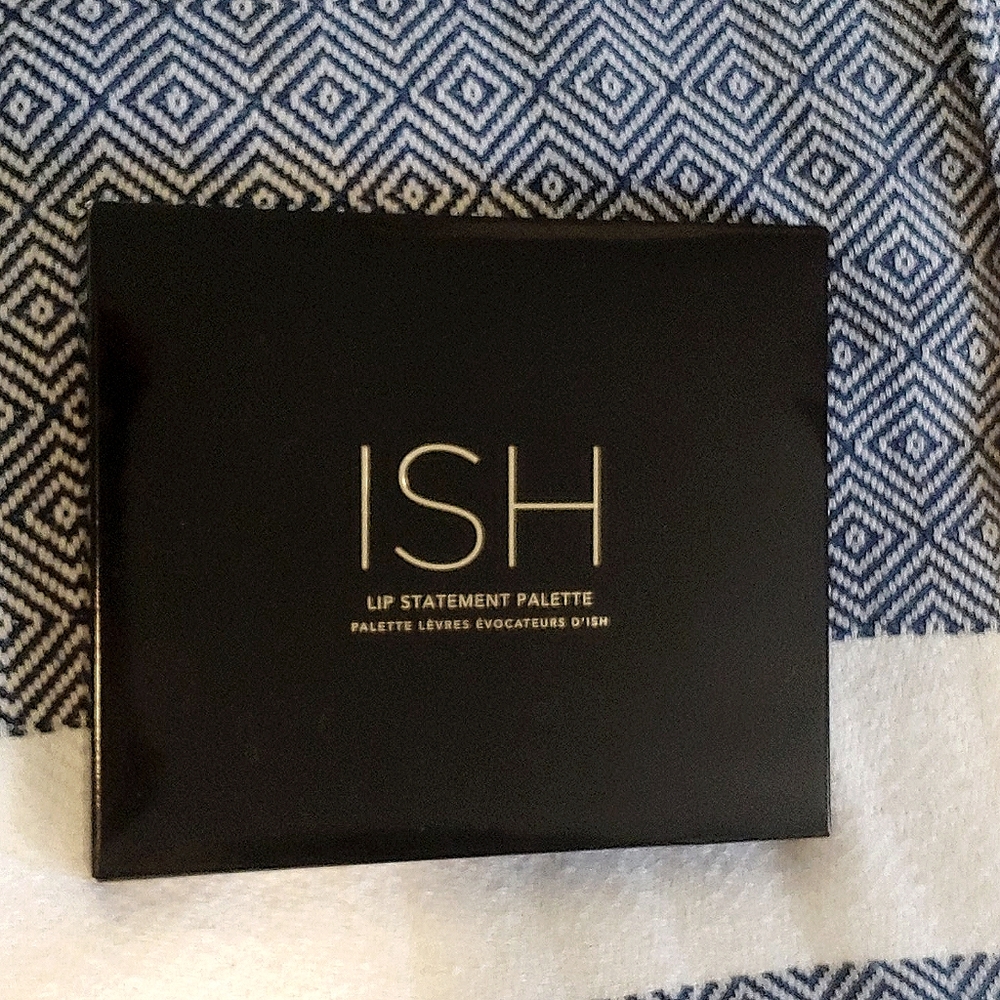 ISH
LIP STATEMENT PALETTE
PALETTE LÈVRES ÉVOCATEURS D'ISH